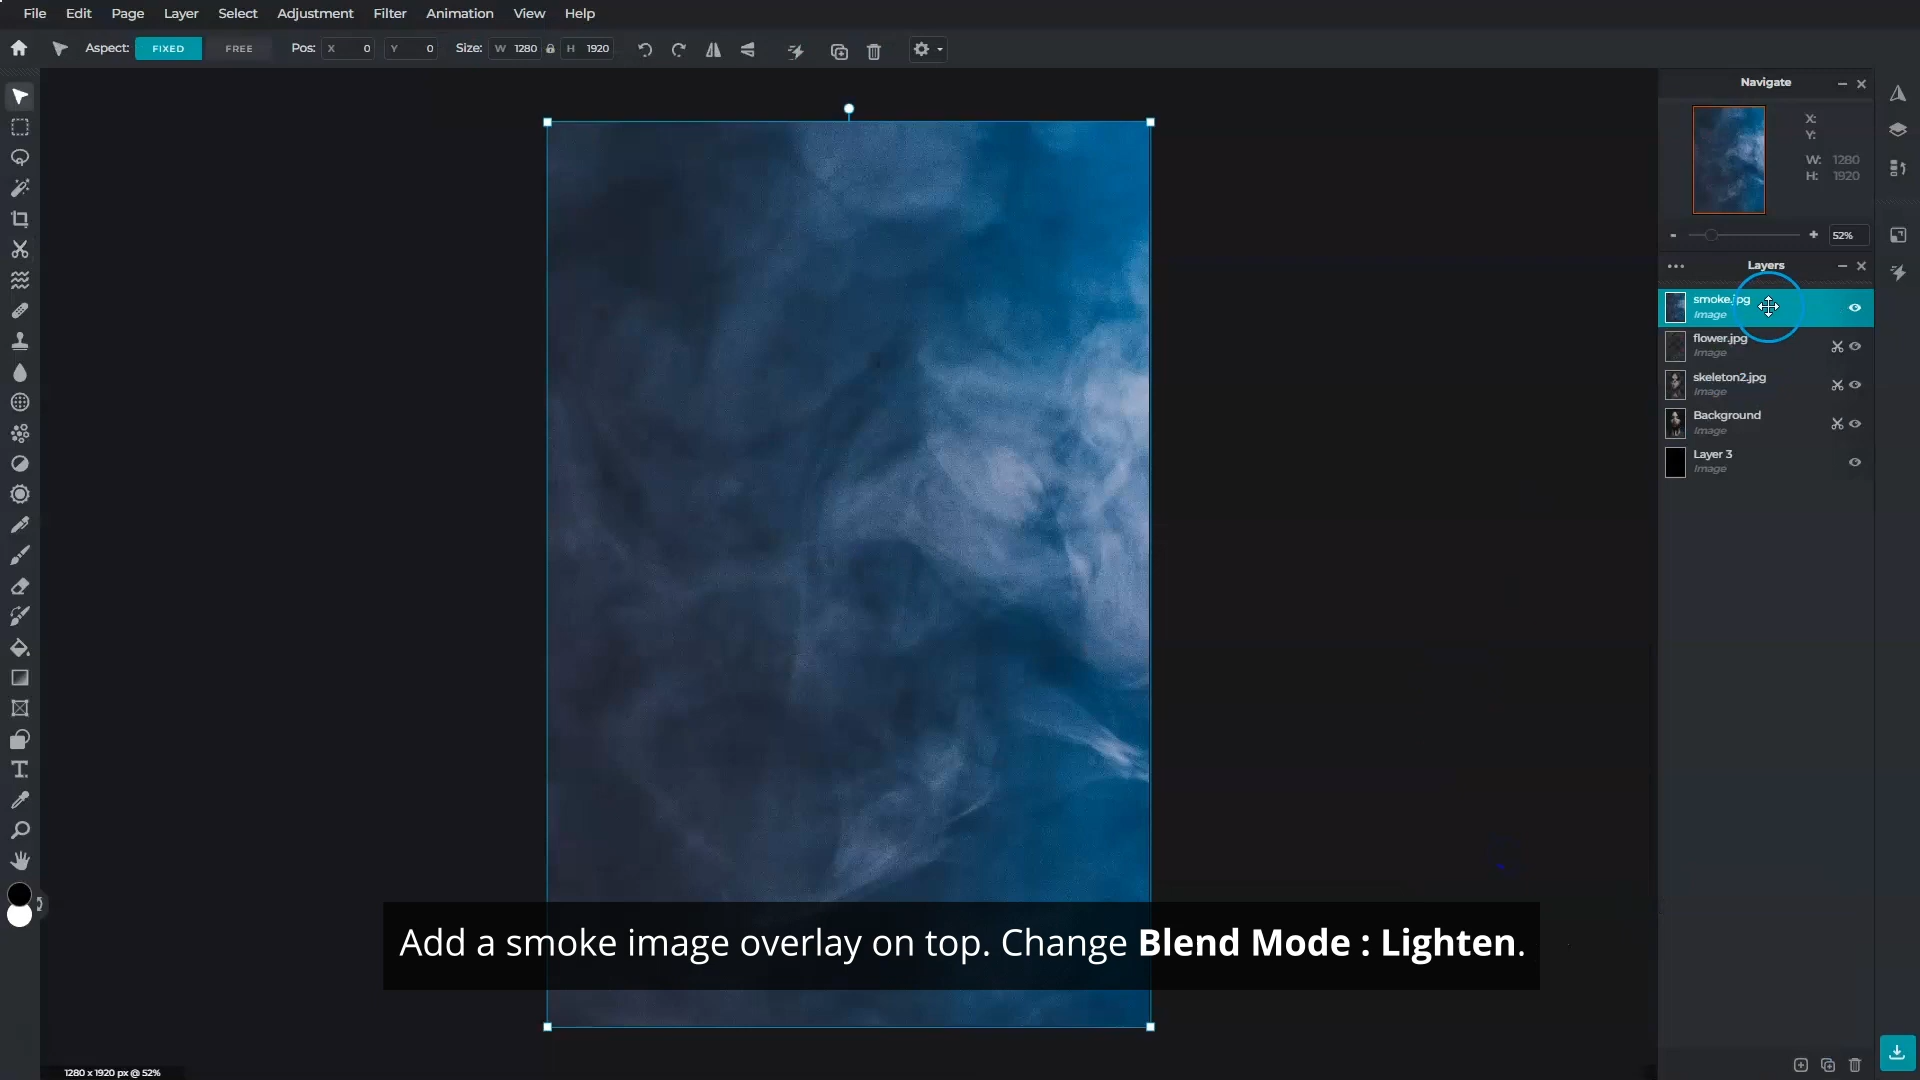 File Edit Page Layer Select Adjustment Filter Animation View Help
Aspect: FIXED FREE Pos: X 0 Y 0 Size: W 1280 H 1920
Navigate
X:
Y:
W: 1280
H: 1920
- + 52%
Layers
smoke.jpg
Image
flower.jpg
Image
skeleton2.jpg
Image
Background
Image
Layer 3
Image
Add a smoke image overlay on top. Change Blend Mode : Lighten.
1280 x 1920 px @ 52%